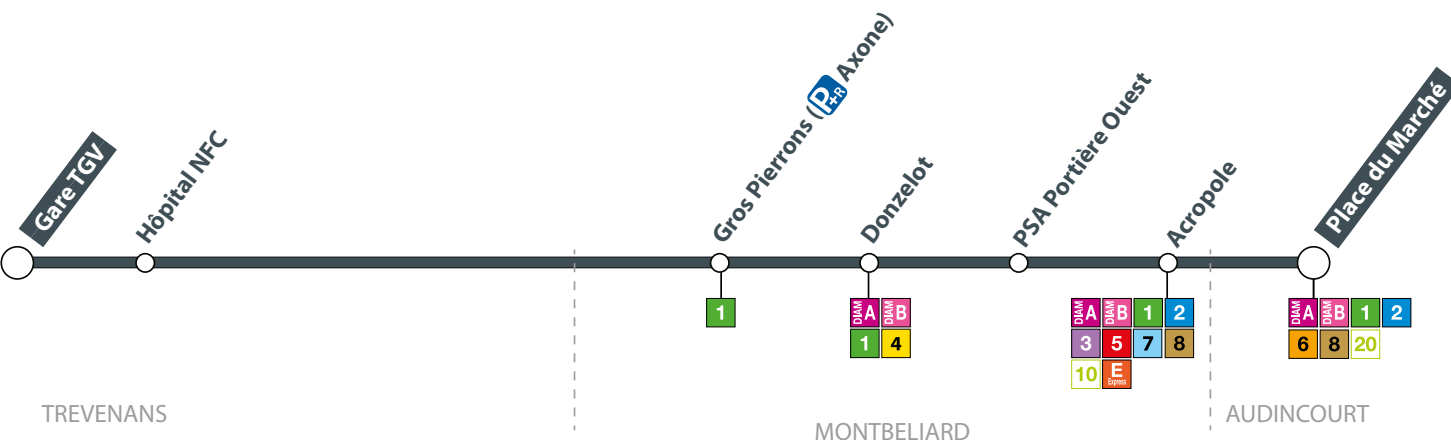 Gare TGV
Hôpital NFC
Gros Pierrons (P+R Axone)
Donzelot
PSA Portière Ouest
Acropole
Place du Marché
1
DIAM A DIAM B
1 4
DIAM A DIAM B 1 2
3 5 7 8
10 E Express
DIAM A DIAM B 1 2
6 8 20
TREVENANS
MONTBELIARD
AUDINCOURT